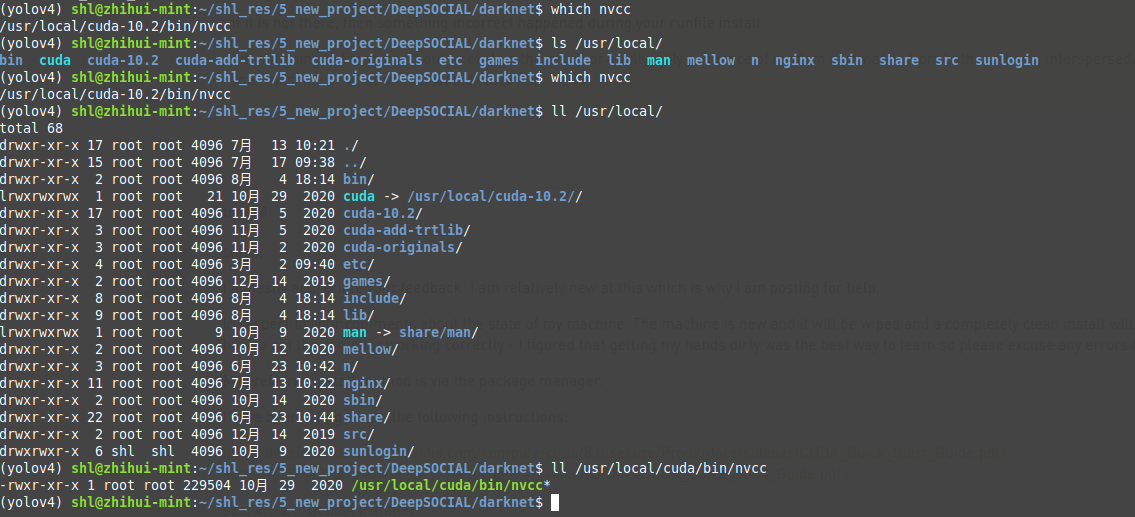 (yolov4) shl@zhihui-mint:~/shl_res/5_new_project/DeepSOCIAL/darknet$ which nvcc
/usr/local/cuda-10.2/bin/nvcc
(yolov4) shl@zhihui-mint:~/shl_res/5_new_project/DeepSOCIAL/darknet$ ls /usr/local/
bin cuda cuda-10.2 cuda-add-trtlib cuda-originals etc games include lib man mellow n nginx sbin share src sunlogin
(yolov4) shl@zhihui-mint:~/shl_res/5_new_project/DeepSOCIAL/darknet$ which nvcc
/usr/local/cuda-10.2/bin/nvcc
(yolov4) shl@zhihui-mint:~/shl_res/5_new_project/DeepSOCIAL/darknet$ ll /usr/local/
total 68
drwxr-xr-x 17 root root 4096 7月 13 10:21 ./
drwxr-xr-x 15 root root 4096 7月 17 09:38 ../
drwxr-xr-x 2 root root 4096 8月 4 18:14 bin/
lrwxrwxrwx 1 root root 21 10月 29 2020 cuda -> /usr/local/cuda-10.2//
drwxr-xr-x 17 root root 4096 11月 5 2020 cuda-10.2/
drwxr-xr-x 3 root root 4096 11月 5 2020 cuda-add-trtlib/
drwxr-xr-x 3 root root 4096 11月 2 2020 cuda-originals/
drwxr-xr-x 4 root root 4096 3月 2 09:40 etc/
drwxr-xr-x 2 root root 4096 12月 14 2019 games/
drwxr-xr-x 8 root root 4096 8月 4 18:14 include/
drwxr-xr-x 9 root root 4096 8月 4 18:14 lib/
lrwxrwxrwx 1 root root 9 10月 9 2020 man -> share/man/
drwxr-xr-x 2 root root 4096 10月 12 2020 mellow/
drwxr-xr-x 3 root root 4096 6月 23 10:42 n/
drwxr-xr-x 11 root root 4096 7月 13 10:22 nginx/
drwxr-xr-x 2 root root 4096 10月 14 2020 sbin/
drwxr-xr-x 22 root root 4096 6月 23 10:44 share/
drwxr-xr-x 2 root root 4096 12月 14 2019 src/
drwxrwxr-x 6 shl shl 4096 10月 9 2020 sunlogin/
(yolov4) shl@zhihui-mint:~/shl_res/5_new_project/DeepSOCIAL/darknet$ ll /usr/local/cuda/bin/nvcc
-rwxr-xr-x 1 root root 229504 10月 29 2020 /usr/local/cuda/bin/nvcc*
(yolov4) shl@zhihui-mint:~/shl_res/5_new_project/DeepSOCIAL/darknet$